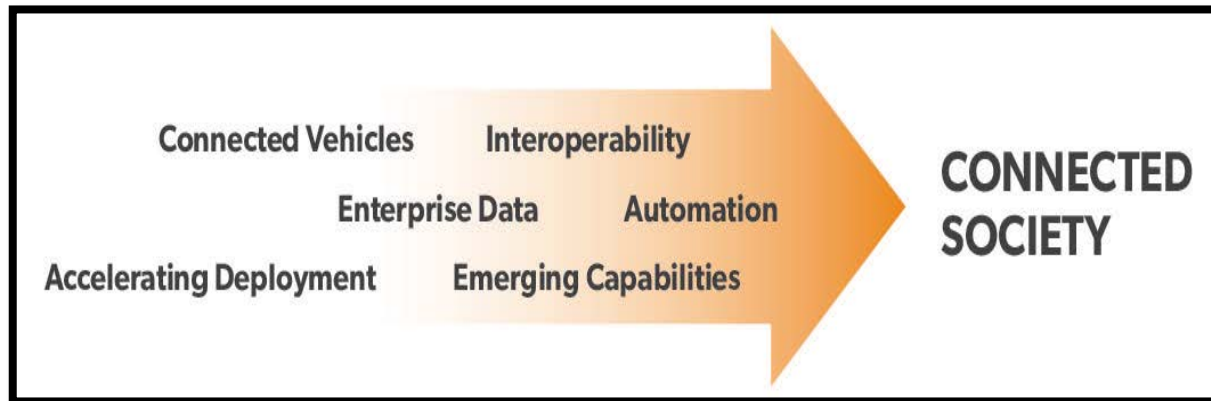 Connected Vehicles Interoperability
Enterprise Data Automation
Accelerating Deployment Emerging Capabilities
CONNECTED
SOCIETY